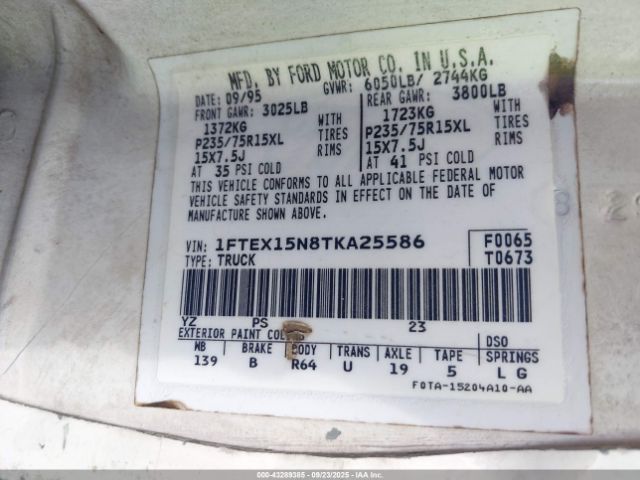 MFD. BY FORD MOTOR CO. IN U.S.A.
DATE: 09/95 GVWR: 6050LB/ 2744KG
FRONT GAWR: 3025LB REAR GAWR: 3800LB
1372KG WITH 1723KG WITH
P235/75R15XL TIRES P235/75R15XL TIRES
15X7.5J RIMS 15X7.5J RIMS
AT 35 PSI COLD AT 41 PSI COLD
THIS VEHICLE CONFORMS TO ALL APPLICABLE FEDERAL MOTOR
VEHICLE SAFETY STANDARDS IN EFFECT ON THE DATE OF
MANUFACTURE SHOWN ABOVE.
VIN: 1FTEX15N8TKA25586 F0065
TYPE: TRUCK T0673
YZ PS 23
EXTERIOR PAINT COLORS DSO
WB BRAKE BODY TRANS AXLE TAPE SPRINGS
139 B R64 U 19 5 L G
F0TA-15204A10-AA
000-43289385 - 09/23/2025 - IAAI.com